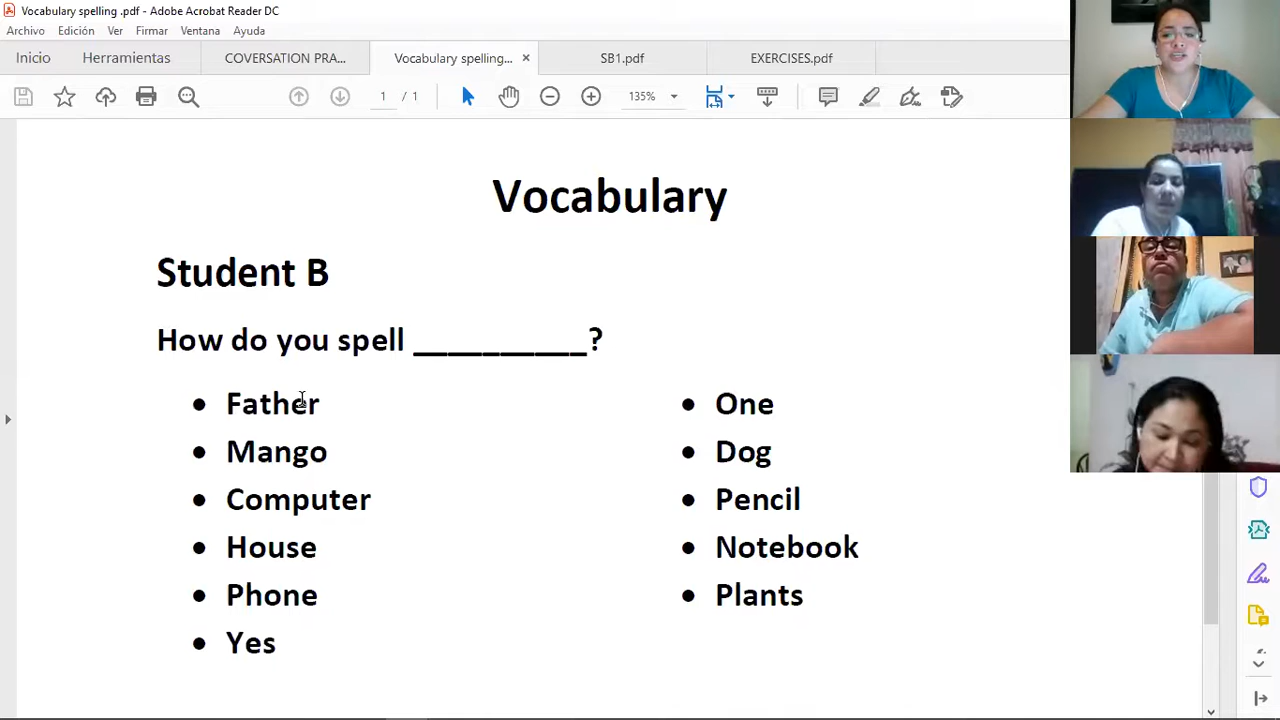 Vocabulary spelling .pdf - Adobe Acrobat Reader DC
Archivo Edición Ver Firmar Ventana Ayuda
Inicio Herramientas COVERSATION PRA... Vocabulary spelling... × SB1.pdf EXERCISES.pdf
1 / 1 135%
Vocabulary
Student B
How do you spell ___________?
• Father
• Mango
• Computer
• House
• Phone
• Yes
• One
• Dog
• Pencil
• Notebook
• Plants